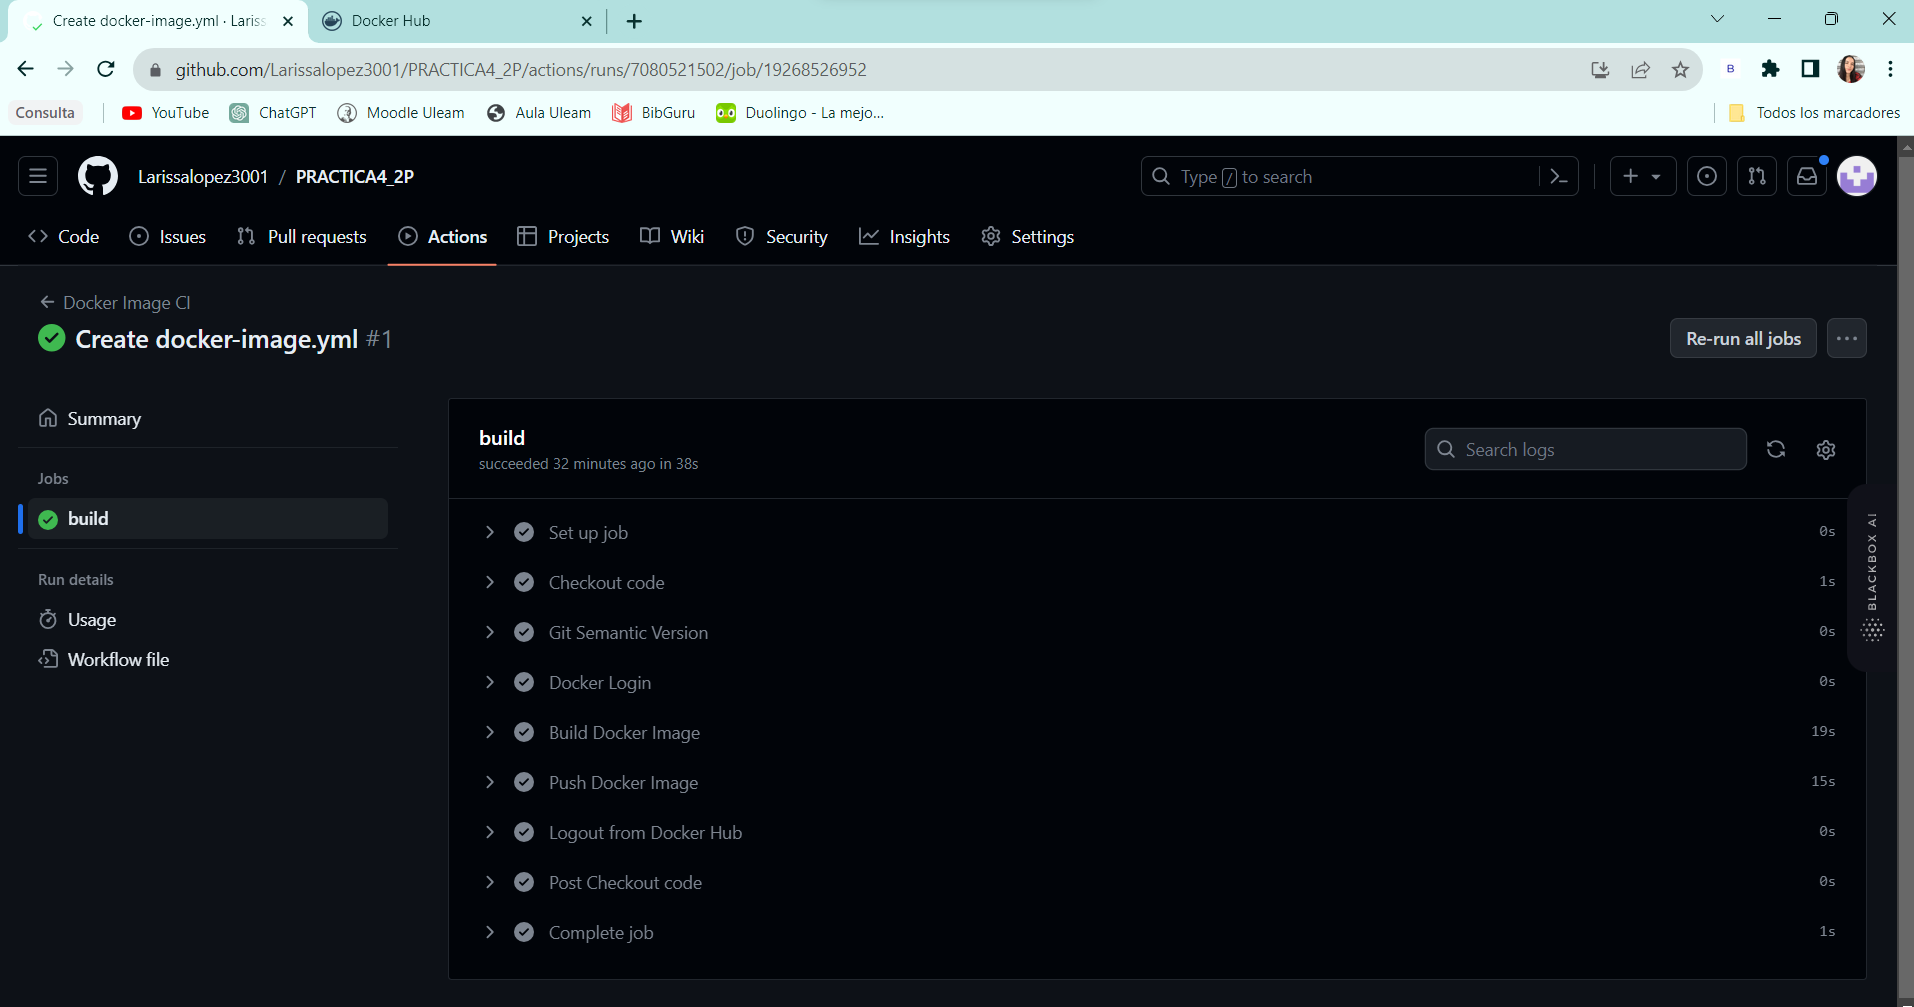 Create docker-image.yml · Lariss
Docker Hub
github.com/Larissalopez3001/PRACTICA4_2P/actions/runs/7080521502/job/19268526952
B
Consulta
YouTube
ChatGPT
Moodle Uleam
Aula Uleam
BibGuru
Duolingo - La mejo...
Todos los marcadores
Larissalopez3001 / PRACTICA4_2P
Type / to search
Code
Issues
Pull requests
Actions
Projects
Wiki
Security
Insights
Settings
Docker Image CI
Create docker-image.yml #1
Re-run all jobs
Summary
Jobs
build
Run details
Usage
Workflow file
build
succeeded 32 minutes ago in 38s
Search logs
Set up job 0s
Checkout code 1s
Git Semantic Version 0s
Docker Login 0s
Build Docker Image 19s
Push Docker Image 15s
Logout from Docker Hub 0s
Post Checkout code 0s
Complete job 1s
BLACKBOX AI